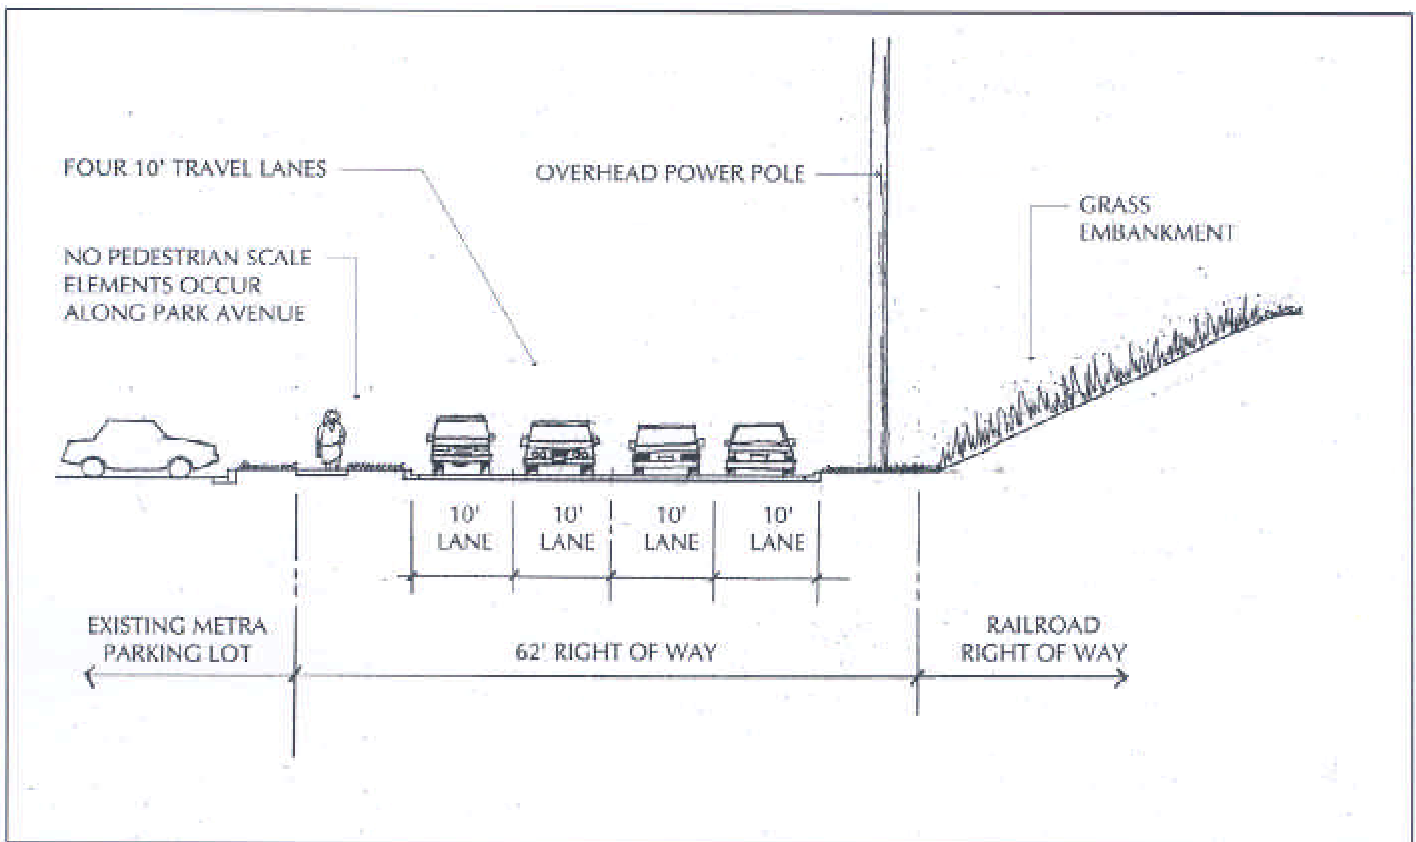 FOUR 10' TRAVEL LANES
OVERHEAD POWER POLE
GRASS
EMBANKMENT
NO PEDESTRIAN SCALE
ELEMENTS OCCUR
ALONG PARK AVENUE
10'
LANE
10'
LANE
10'
LANE
10'
LANE
EXISTING METRA
PARKING LOT
62' RIGHT OF WAY
RAILROAD
RIGHT OF WAY